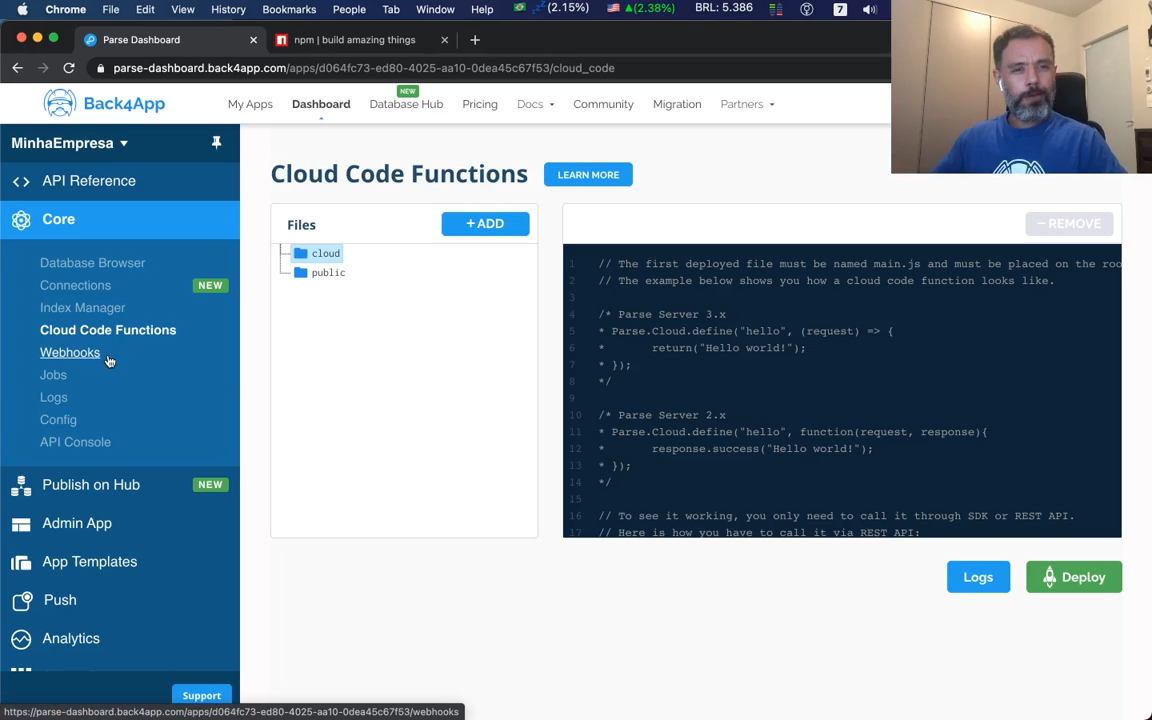 Chrome File Edit View History Bookmarks People Tab Window Help (2.15%) (2.38%) BRL: 5.386 7
Parse Dashboard
npm | build amazing things
parse-dashboard.back4app.com/apps/d064fc73-ed80-4025-aa10-0dea45c67f53/cloud_code
Back4App
My Apps
Dashboard
NEW
Database Hub
Pricing
Docs
Community
Migration
Partners
MinhaEmpresa
API Reference
Core
Database Browser
Connections NEW
Index Manager
Cloud Code Functions
Webhooks
Jobs
Logs
Config
API Console
Publish on Hub NEW
Admin App
App Templates
Push
Analytics
Support
Cloud Code Functions
LEARN MORE
Files
+ ADD
cloud
public
− REMOVE
1 // The first deployed file must be named main.js and must be placed on the roo
2 // The example below shows you how a cloud code function looks like.
3
4 /* Parse Server 3.x
5 * Parse.Cloud.define("hello", (request) => {
6 * return("Hello world!");
7 * });
8 */
9
10 /* Parse Server 2.x
11 * Parse.Cloud.define("hello", function(request, response){
12 * response.success("Hello world!");
13 * });
14 */
15
16 // To see it working, you only need to call it through SDK or REST API.
17 // Here is how you have to call it via REST API:
Logs
Deploy
https://parse-dashboard.back4app.com/apps/d064fc73-ed80-4025-aa10-0dea45c67f53/webhooks